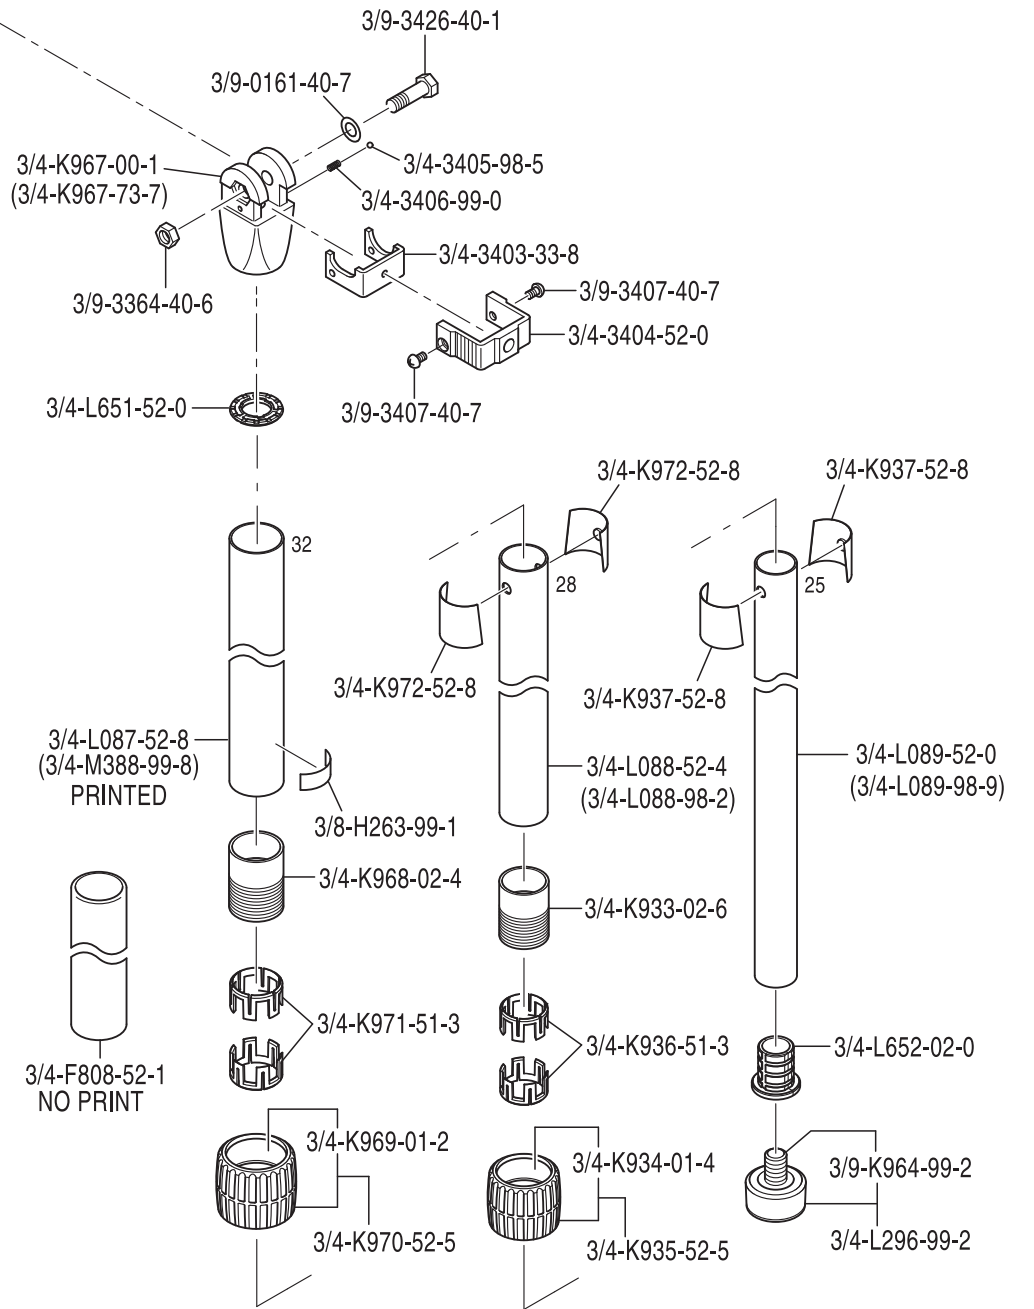 3/9-3426-40-1
3/9-0161-40-7
3/4-K967-00-1
(3/4-K967-73-7)
3/4-3405-98-5
3/4-3406-99-0
3/4-3403-33-8
3/9-3407-40-7
3/9-3364-40-6
3/4-3404-52-0
3/4-L651-52-0
3/9-3407-40-7
3/4-K972-52-8
3/4-K937-52-8
32
28
25
3/4-K972-52-8
3/4-K937-52-8
3/4-L087-52-8
(3/4-M388-99-8)
PRINTED
3/4-L088-52-4
(3/4-L088-98-2)
3/4-L089-52-0
(3/4-L089-98-9)
3/8-H263-99-1
3/4-K968-02-4
3/4-K933-02-6
3/4-K971-51-3
3/4-K936-51-3
3/4-L652-02-0
3/4-F808-52-1
NO PRINT
3/4-K969-01-2
3/4-K934-01-4
3/9-K964-99-2
3/4-K970-52-5
3/4-K935-52-5
3/4-L296-99-2